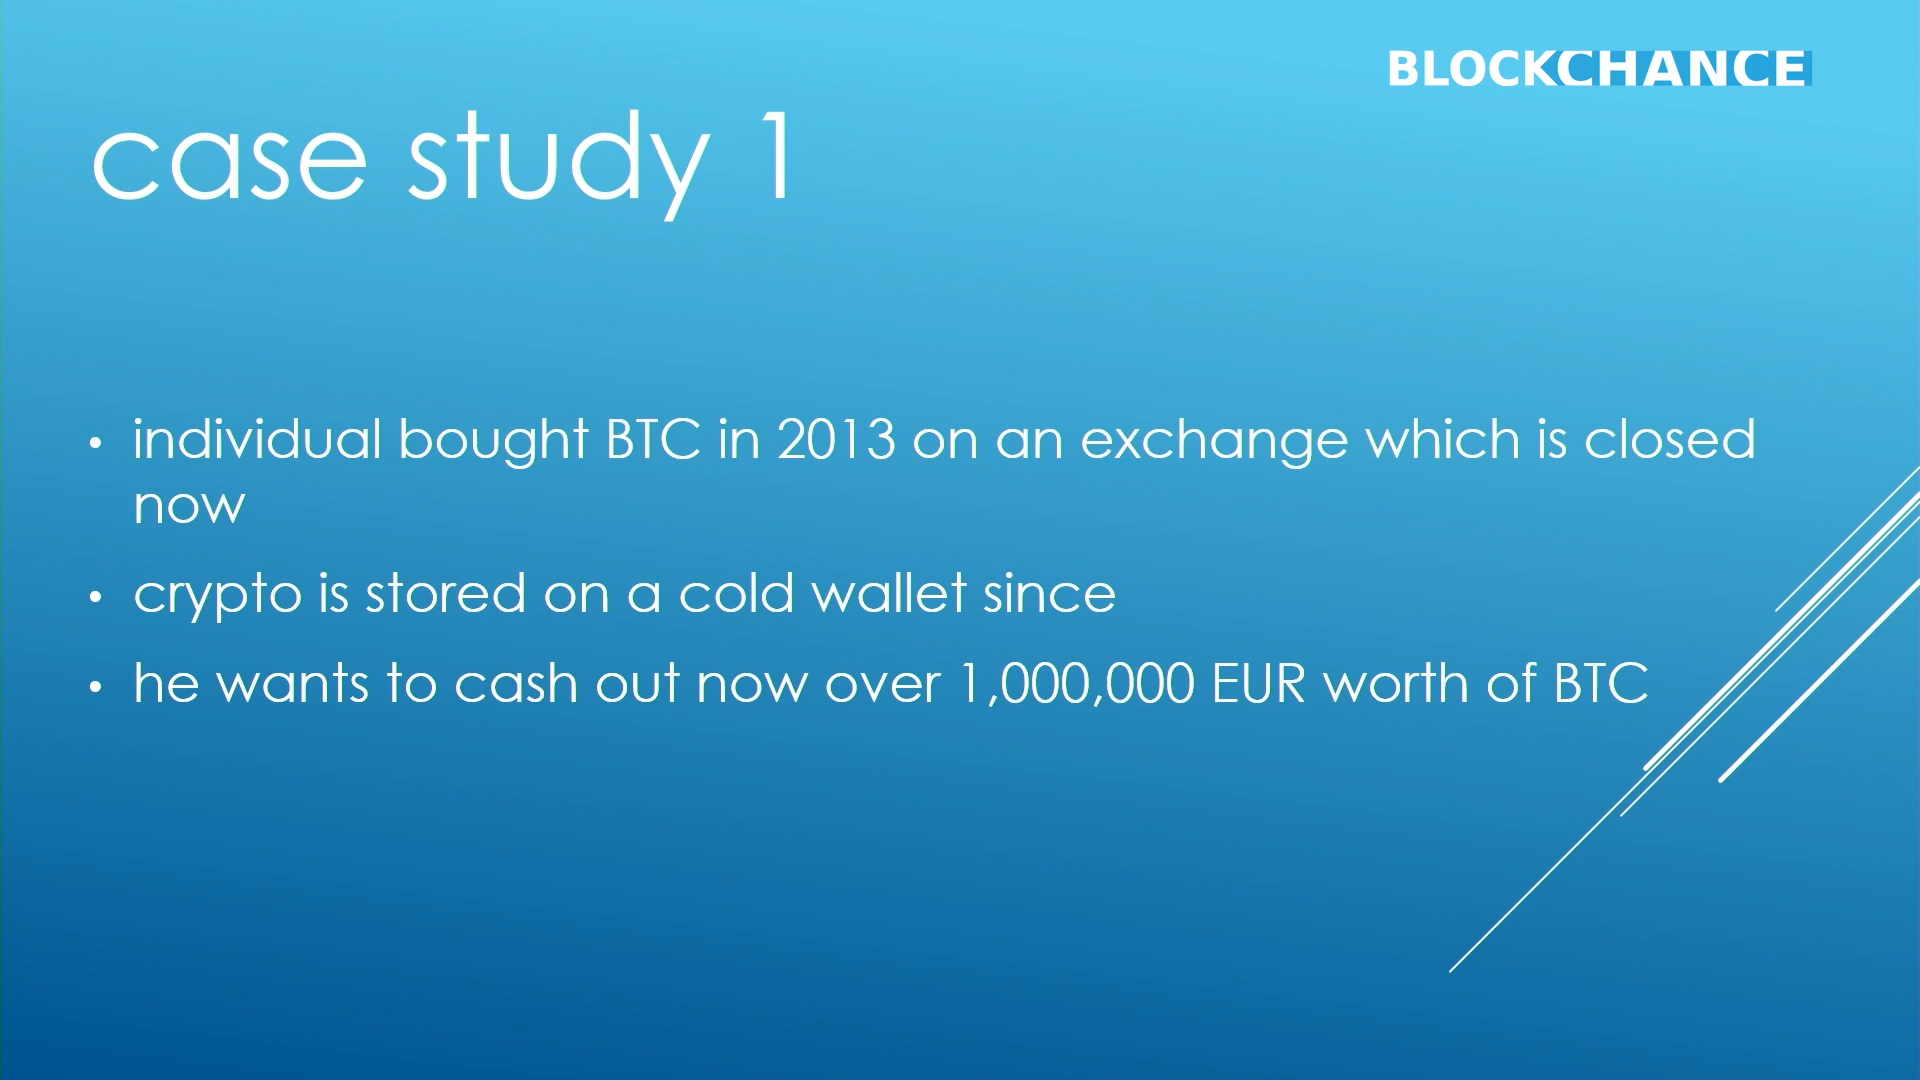 BLOCKCHANCE
case study 1
• individual bought BTC in 2013 on an exchange which is closed
now
• crypto is stored on a cold wallet since
• he wants to cash out now over 1,000,000 EUR worth of BTC